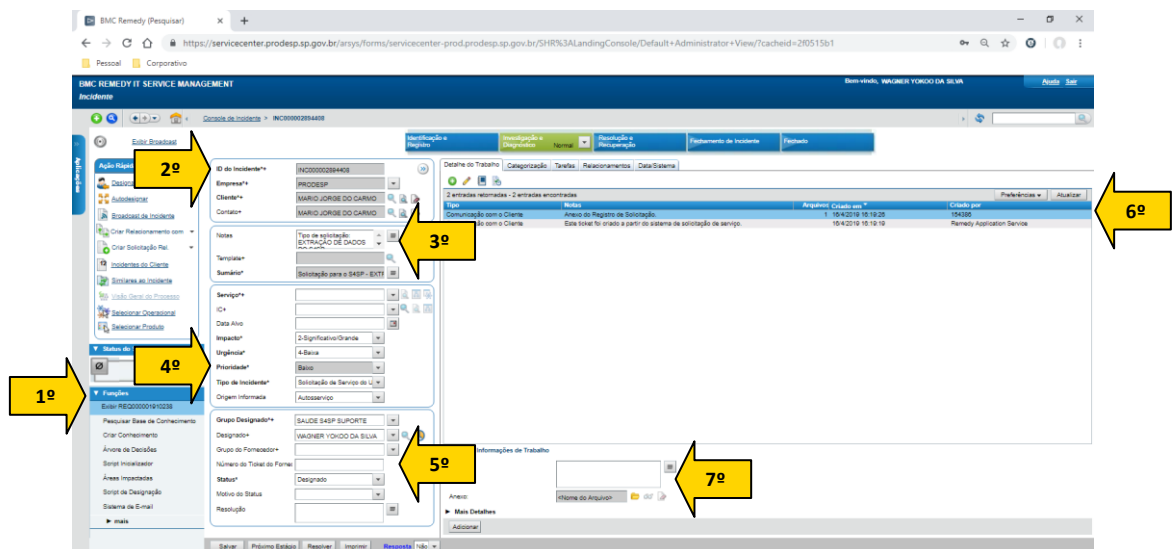 BMC Remedy (Pesquisar)
https://servicecenter.prodesp.sp.gov.br/arsys/forms/servicecenter-prod.prodesp.sp.gov.br/SHR%3ALandingConsole/Default+Administrator+View/?cacheid=2f0515b1
Pessoal Corporativo
BMC REMEDY IT SERVICE MANAGEMENT
Incidente
Bem-vindo, WAGNER YOKOO DA SILVA
Ajuda Sair
Console de Incidente > INC000002894408
Exibir Broadcast
Identificação e Registro
Investigação e Diagnóstico Normal
Resolução e Recuperação
Fechamento de Incidente
Fechado
Aplicações
Ação Rápid
Autodesignar
Broadcast de Incidente
Criar Relacionamento com
Criar Solicitação Rel.
Incidentes do Cliente
Similares ao Incidente
Visão Geral do Processo
Selecionar Operacional
Selecionar Produto
Status do
1º
Funções
Exibir REQ000001910239
Pesquisar Base de Conhecimento
Criar Conhecimento
Árvore de Decisões
Script Inicializador
Áreas Impactadas
Script de Designação
Sistema de E-mail
mais
2º
ID do Incidente*+ INC000002894408
Empresa*+ PRODESP
Cliente*+ MARIO JORGE DO CARMO
Contato+ MARIO JORGE DO CARMO
3º
Notas Tipo de solicitação:
EXTRAÇÃO DE DADOS
Template+
Sumário* Solicitação para o S4SP - EXTR
4º
Serviço*+
IC+
Data Alvo
Impacto* 2-Significativo/Grande
Urgência* 4-Baixa
Prioridade* Baixo
Tipo de Incidente* Solicitação de Serviço do U
Origem Informada Autosserviço
5º
Grupo Designado*+ SAUDE S4SP SUPORTE
Designado+ WAGNER YOKOO DA SILVA
Grupo do Fornecedor+
Número do Ticket do Forne
Status* Designado
Motivo do Status
Resolução
Salvar Próximo Estágio Resolver Imprimir Resposta Não
Detalhe do Trabalho Categorização Tarefas Relacionamentos Data/Sistema
2 entradas retornadas - 2 entradas encontradas
Preferências Atualizar
Tipo Notas Arquivos Criado em Criado por
Comunicação com o Cliente Anexo do Registro de Solicitação. 1 16/4/2019 16:19:26 154386
ção com o Cliente Este ticket foi criado a partir do sistema de solicitação de serviço. 16/4/2019 16:19:19 Remedy Application Service
6º
Informações de Trabalho
7º
Anexo: <Nome do Arquivo>
Mais Detalhes
Adicionar